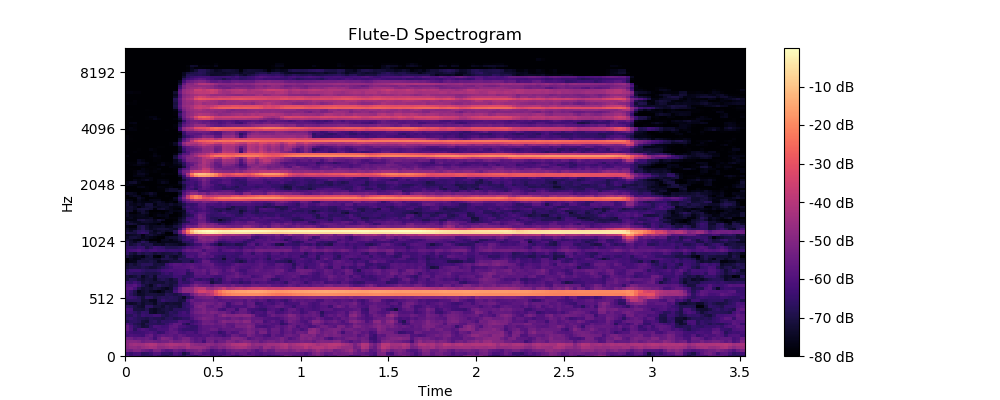 Flute-D Spectrogram
8192
4096
2048
1024
512
0
Hz
0 0.5 1 1.5 2 2.5 3 3.5
Time
-10 dB
-20 dB
-30 dB
-40 dB
-50 dB
-60 dB
-70 dB
-80 dB